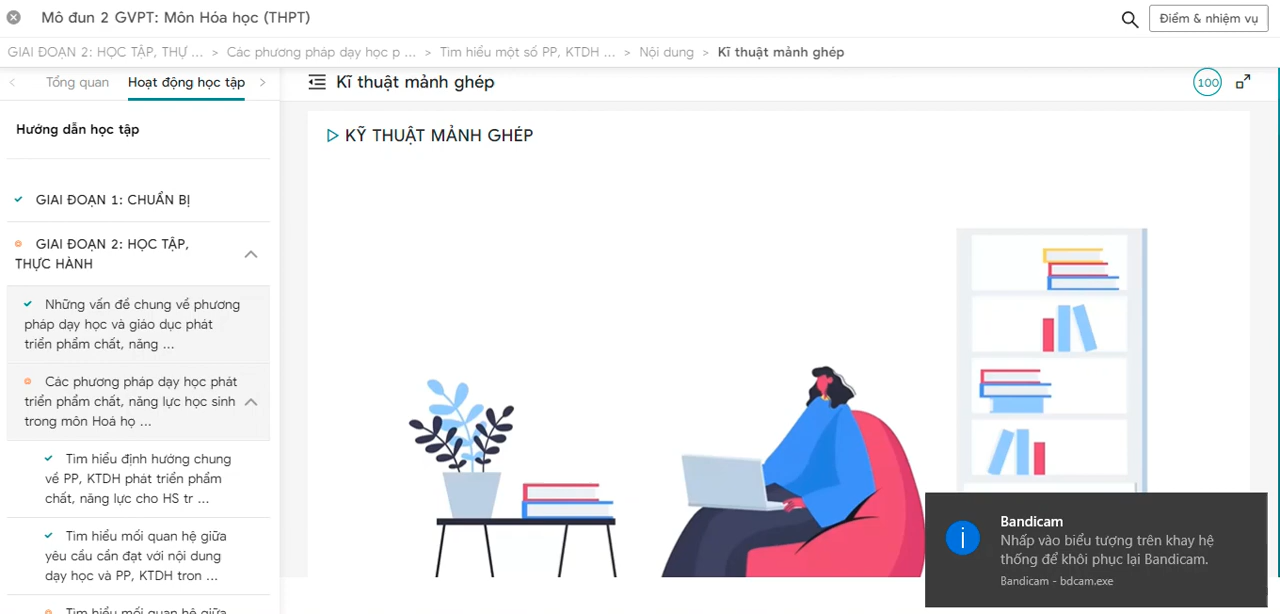 Mô đun 2 GVPT: Môn Hóa học (THPT)
Điểm & nhiệm vụ
GIAI ĐOẠN 2: HỌC TẬP, THỰ ... > Các phương pháp dạy học p ... > Tìm hiểu một số PP, KTDH ... > Nội dung > Kĩ thuật mảnh ghép
Tổng quan Hoạt động học tập
Kĩ thuật mảnh ghép
100
Hướng dẫn học tập
KỸ THUẬT MẢNH GHÉP
GIAI ĐOẠN 1: CHUẨN BỊ
GIAI ĐOẠN 2: HỌC TẬP,
THỰC HÀNH
Những vấn đề chung về phương
pháp dạy học và giáo dục phát
triển phẩm chất, năng ...
Các phương pháp dạy học phát
triển phẩm chất, năng lực học sinh
trong môn Hoá họ ...
Tìm hiểu định hướng chung
về PP, KTDH phát triển phẩm
chất, năng lực cho HS tr ...
Tìm hiểu mối quan hệ giữa
yêu cầu cần đạt với nội dung
dạy học và PP, KTDH tron ...
Tìm hiểu mối quan hệ giữa
Bandicam
Nhấp vào biểu tượng trên khay hệ
thống để khôi phục lại Bandicam.
Bandicam - bdcam.exe